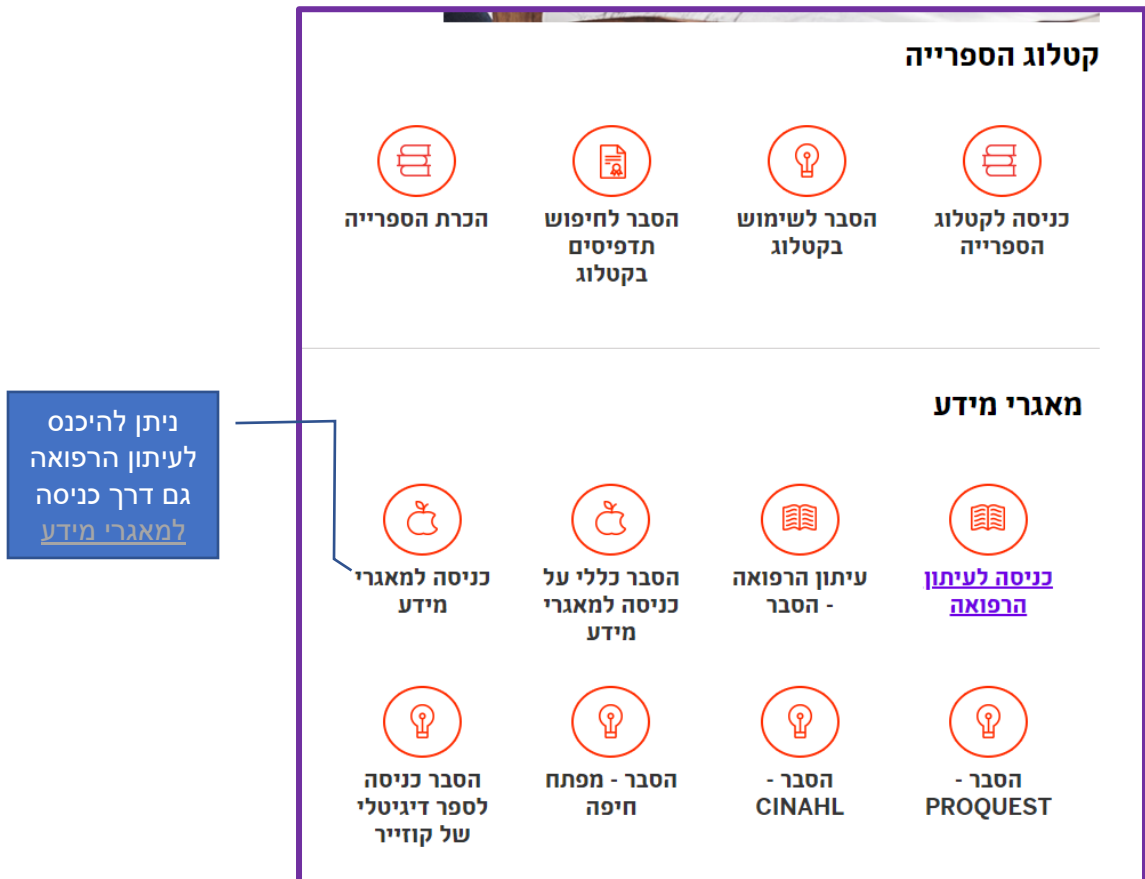 קטלוג הספרייה
כניסה לקטלוג
הספרייה
הסבר לשימוש
בקטלוג
הסבר לחיפוש
תדפיסים
בקטלוג
הכרת הספרייה
מאגרי מידע
כניסה לעיתון
הרפואה
עיתון הרפואה
- הסבר
הסבר כללי על
כניסה למאגרי
מידע
כניסה למאגרי
מידע
ניתן להיכנס
לעיתון הרפואה
גם דרך כניסה
למאגרי מידע
הסבר -
PROQUEST
הסבר -
CINAHL
הסבר - מפתח
חיפה
הסבר כניסה
לספר דיגיטלי
של קוזייר